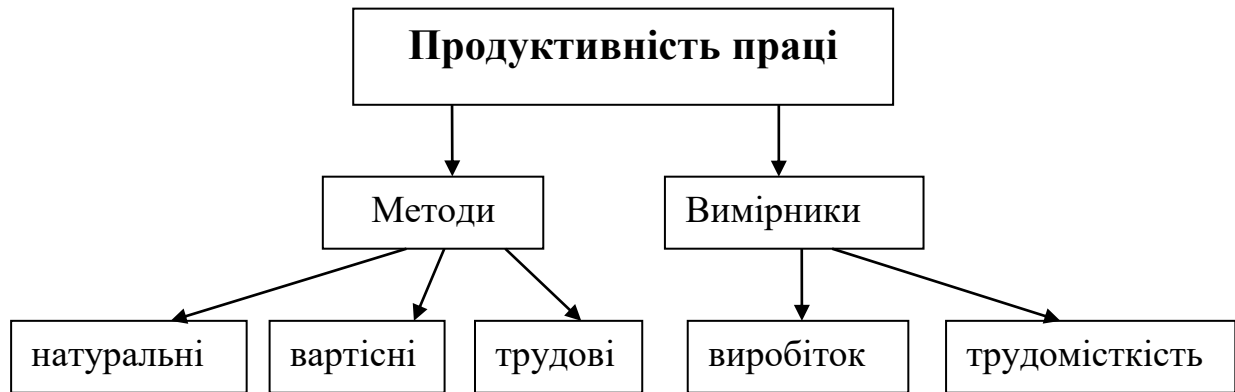 Продуктивність праці
Методи
Вимірники
натуральні
вартісні
трудові
виробіток
трудомісткість